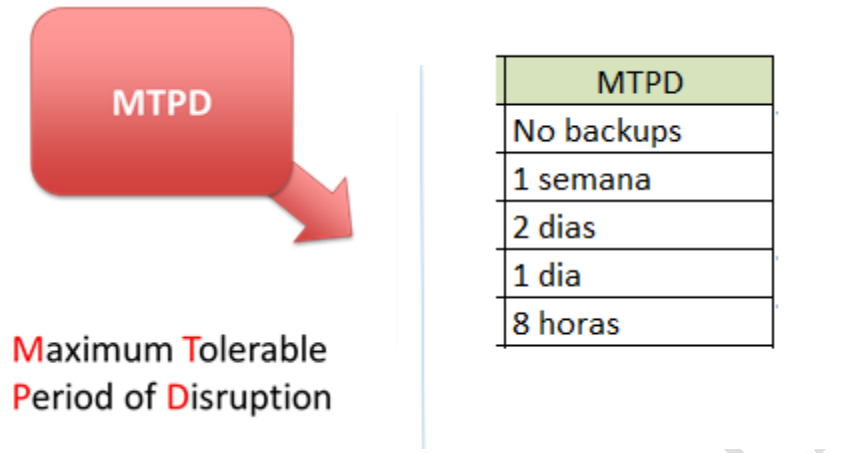 MTPD
Maximum Tolerable
Period of Disruption
MTPD
No backups
1 semana
2 dias
1 dia
8 horas